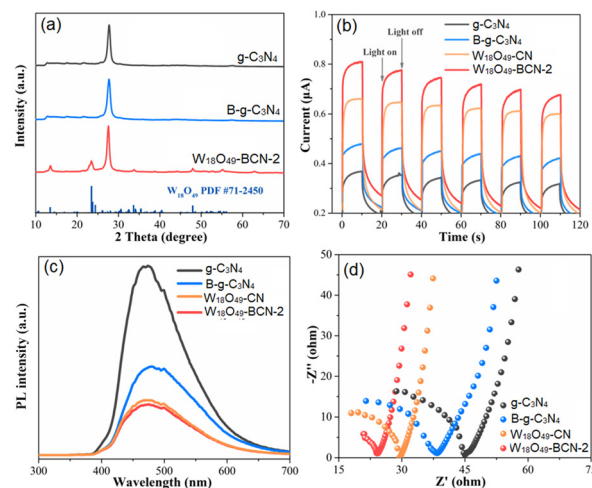 (a)
g-C₃N₄
B-g-C₃N₄
W₁₈O₄₉-BCN-2
W₁₈O₄₉ PDF #71-2450
Intensity (a.u.)
10 20 30 40 50 60 70
2 Theta (degree)
(b)
g-C₃N₄
B-g-C₃N₄
W₁₈O₄₉-CN
W₁₈O₄₉-BCN-2
Light off
Light on
Current (μA)
1.0
0.8
0.6
0.4
0.2
0 20 40 60 80 100 120
Time (s)
(c)
g-C₃N₄
B-g-C₃N₄
W₁₈O₄₉-CN
W₁₈O₄₉-BCN-2
PL intensity (a.u.)
300 400 500 600 700
Wavelength (nm)
(d)
g-C₃N₄
B-g-C₃N₄
W₁₈O₄₉-CN
W₁₈O₄₉-BCN-2
-Z'' (ohm)
50
40
30
20
10
0
15 30 45 60 75
Z' (ohm)